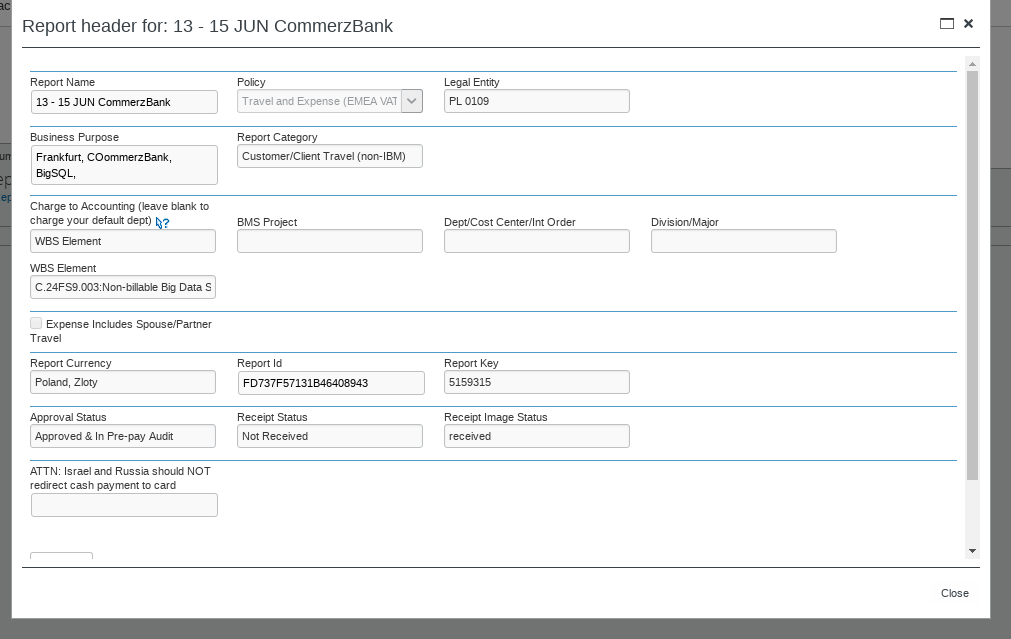 Report header for: 13 - 15 JUN CommerzBank
Report Name
Policy
Legal Entity
13 - 15 JUN CommerzBank
Travel and Expense (EMEA VAT
PL 0109
Business Purpose
Report Category
Frankfurt, COommerzBank,
BigSQL,
Customer/Client Travel (non-IBM)
Charge to Accounting (leave blank to
charge your default dept) ?
BMS Project
Dept/Cost Center/Int Order
Division/Major
WBS Element
WBS Element
C.24FS9.003:Non-billable Big Data S
Expense Includes Spouse/Partner
Travel
Report Currency
Report Id
Report Key
Poland, Zloty
FD737F57131B46408943
5159315
Approval Status
Receipt Status
Receipt Image Status
Approved & In Pre-pay Audit
Not Received
received
ATTN: Israel and Russia should NOT
redirect cash payment to card
Close